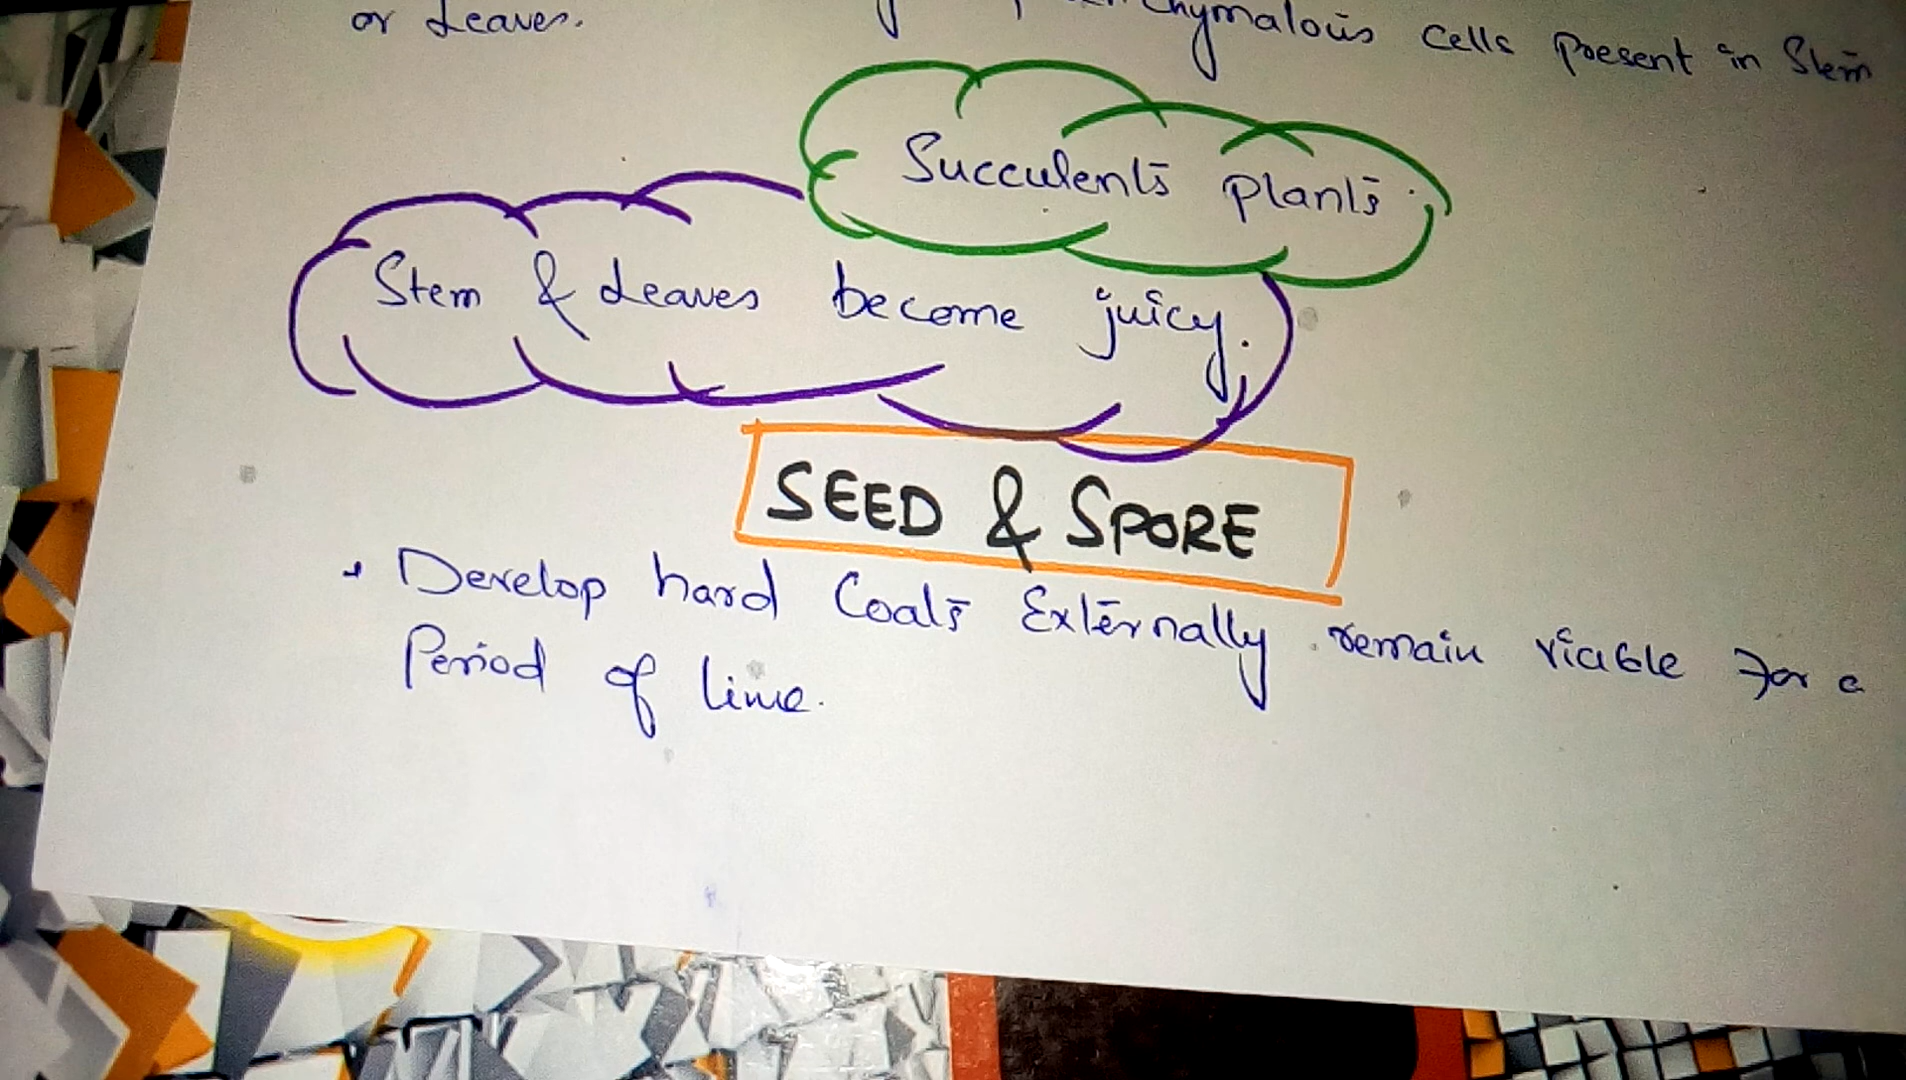 cells present in Stem
or Leaves.
Succulents plants.
Stem & Leaves become juicy.
SEED & SPORE
Develop hard Coats Externally remain viable For a
Period of time.